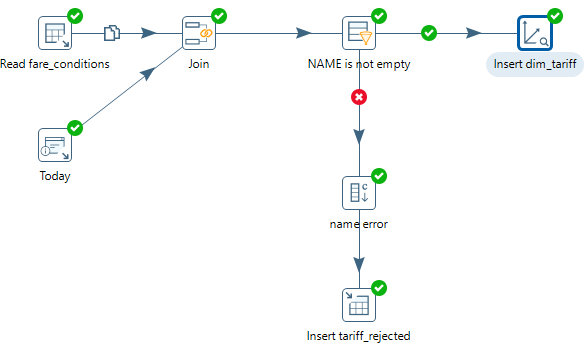 Read fare_conditions
Join
NAME is not empty
Insert dim_tariff
Today
name error
Insert tariff_rejected